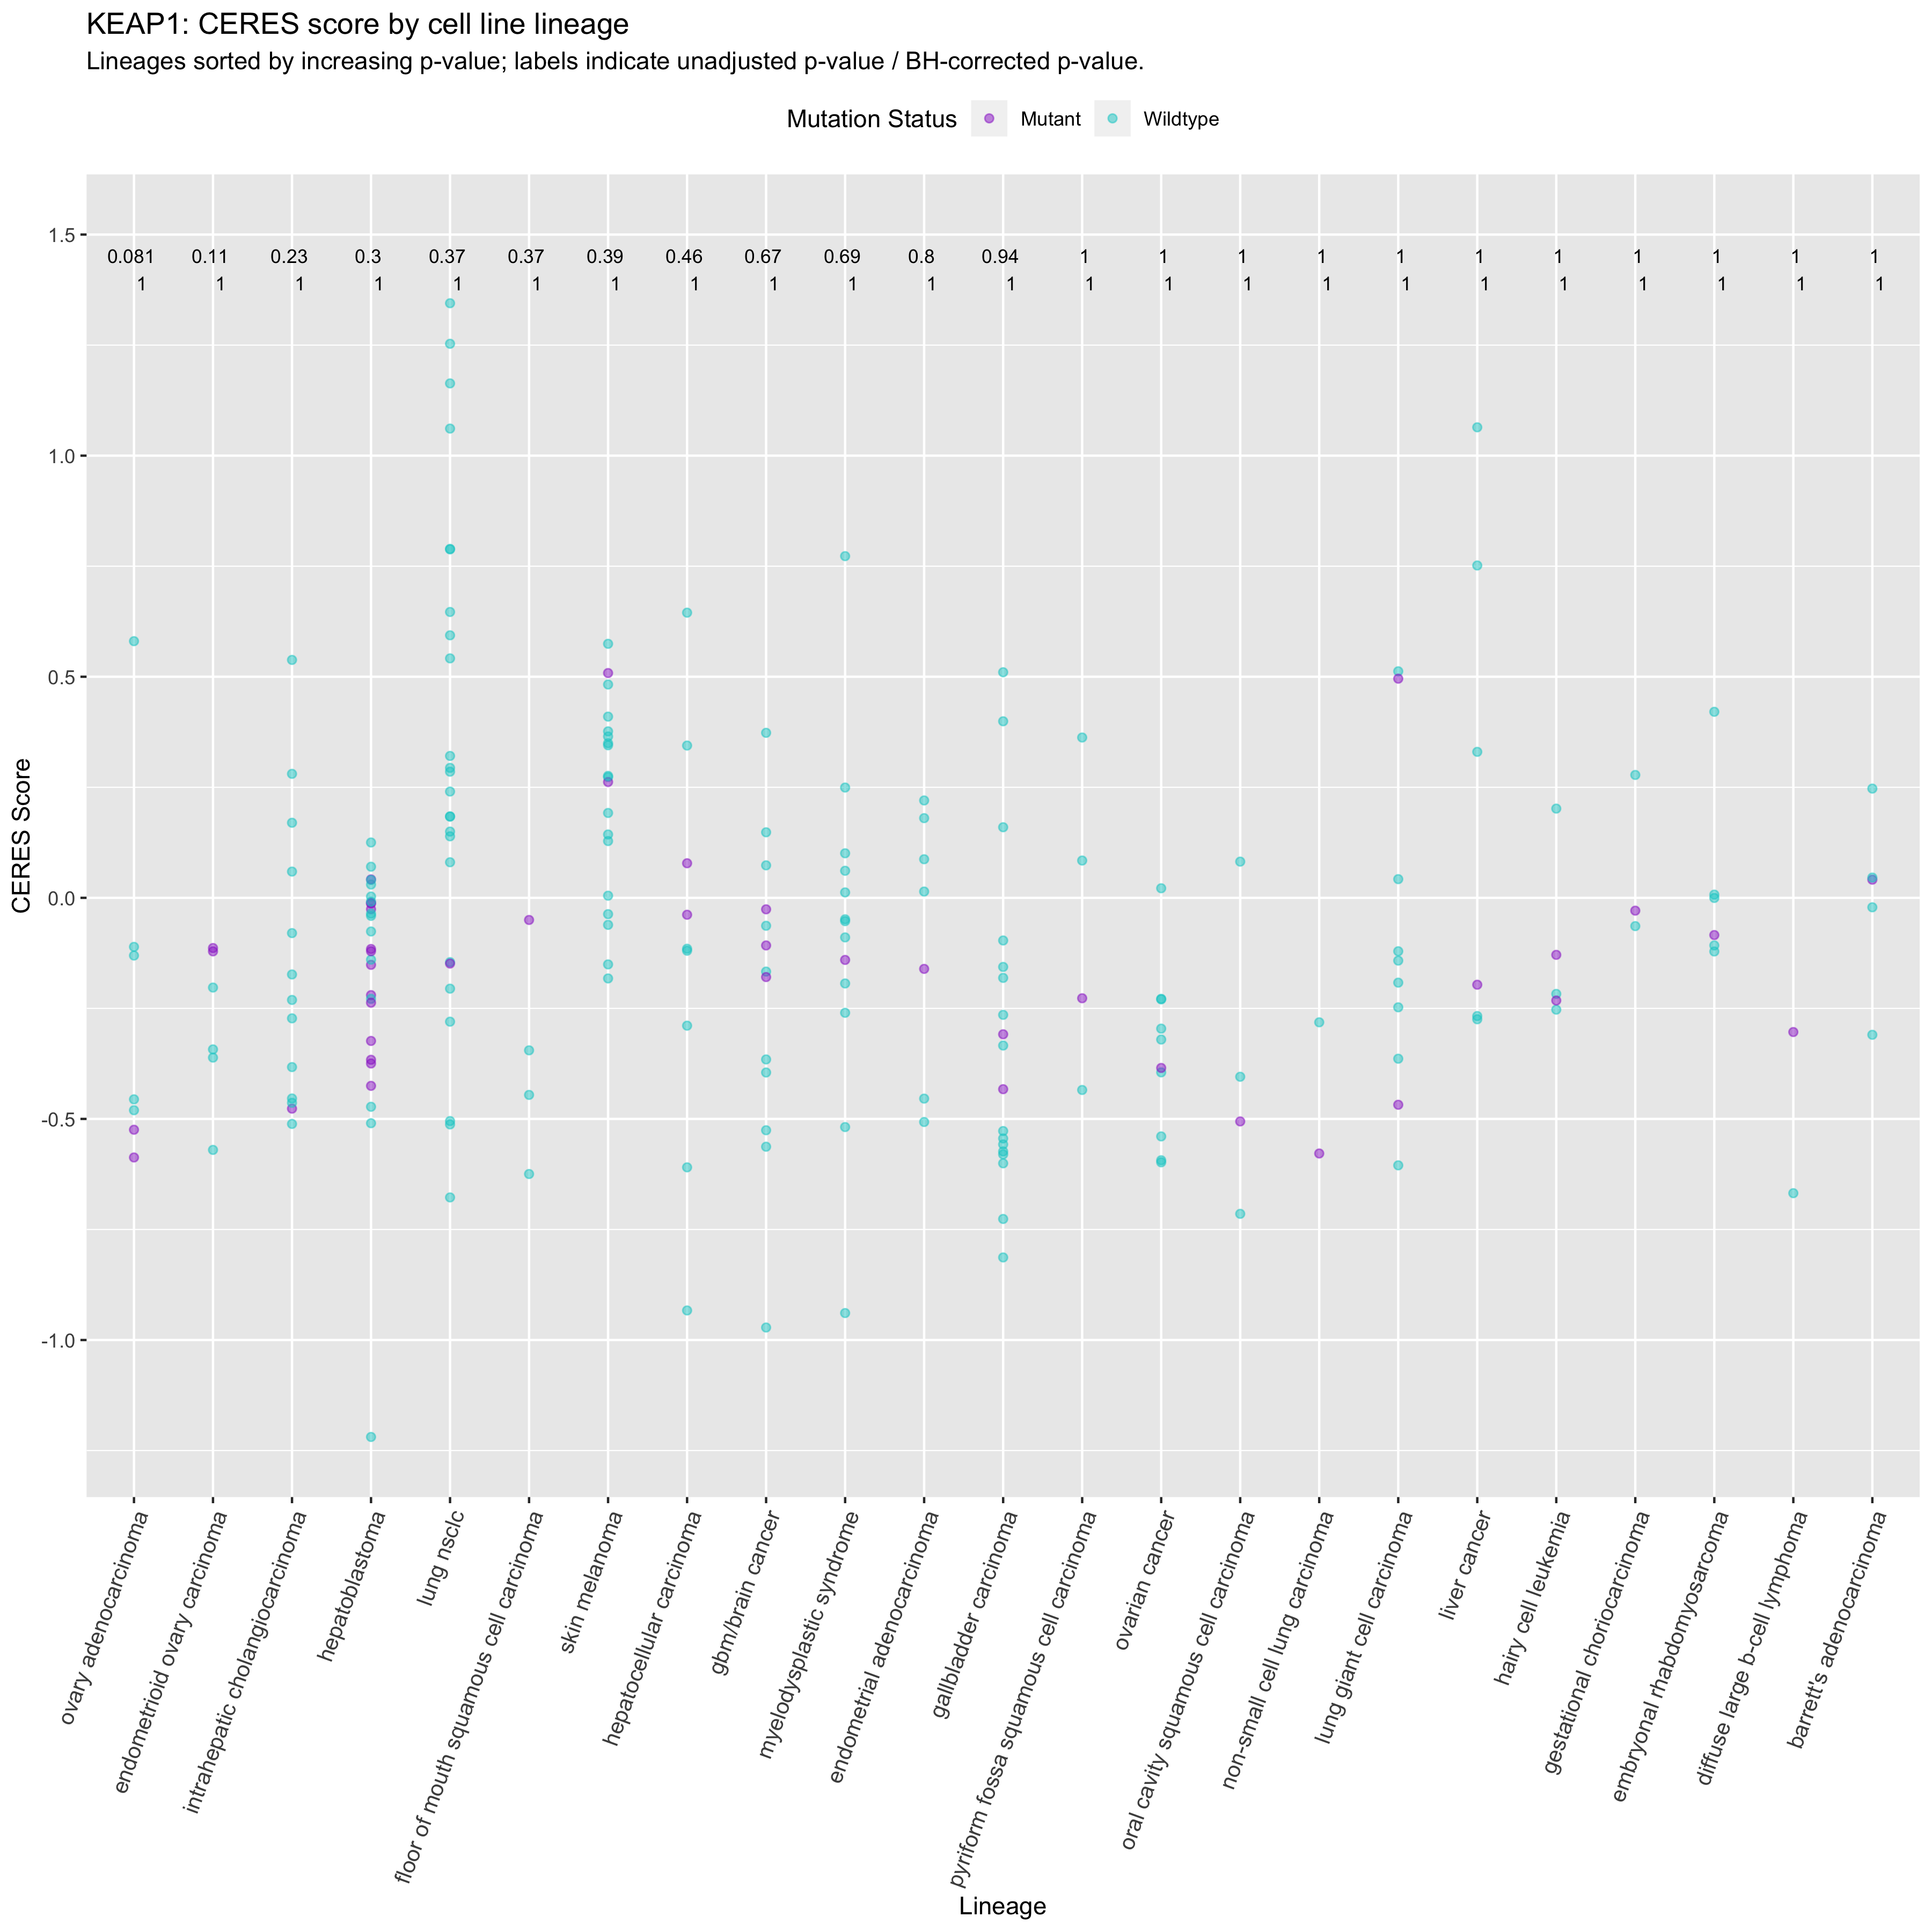 KEAP1: CERES score by cell line lineage
Lineages sorted by increasing p-value; labels indicate unadjusted p-value / BH-corrected p-value.
Mutation Status Mutant Wildtype
1.5
0.081 0.11 0.23 0.3 0.37 0.37 0.39 0.46 0.67 0.69 0.8 0.94 1 1 1 1 1 1 1 1 1 1 1
1 1 1 1 1 1 1 1 1 1 1 1 1 1 1 1 1 1 1 1 1 1 1
1.0
0.5
0.0
-0.5
-1.0
CERES Score
ovary adenocarcinoma
endometrioid ovary carcinoma
intrahepatic cholangiocarcinoma
hepatoblastoma
lung nsclc
floor of mouth squamous cell carcinoma
skin melanoma
hepatocellular carcinoma
gbm/brain cancer
myelodysplastic syndrome
endometrial adenocarcinoma
gallbladder carcinoma
pyriform fossa squamous cell carcinoma
ovarian cancer
oral cavity squamous cell carcinoma
non-small cell lung carcinoma
lung giant cell carcinoma
liver cancer
hairy cell leukemia
gestational choriocarcinoma
embryonal rhabdomyosarcoma
diffuse large b-cell lymphoma
barrett's adenocarcinoma
Lineage